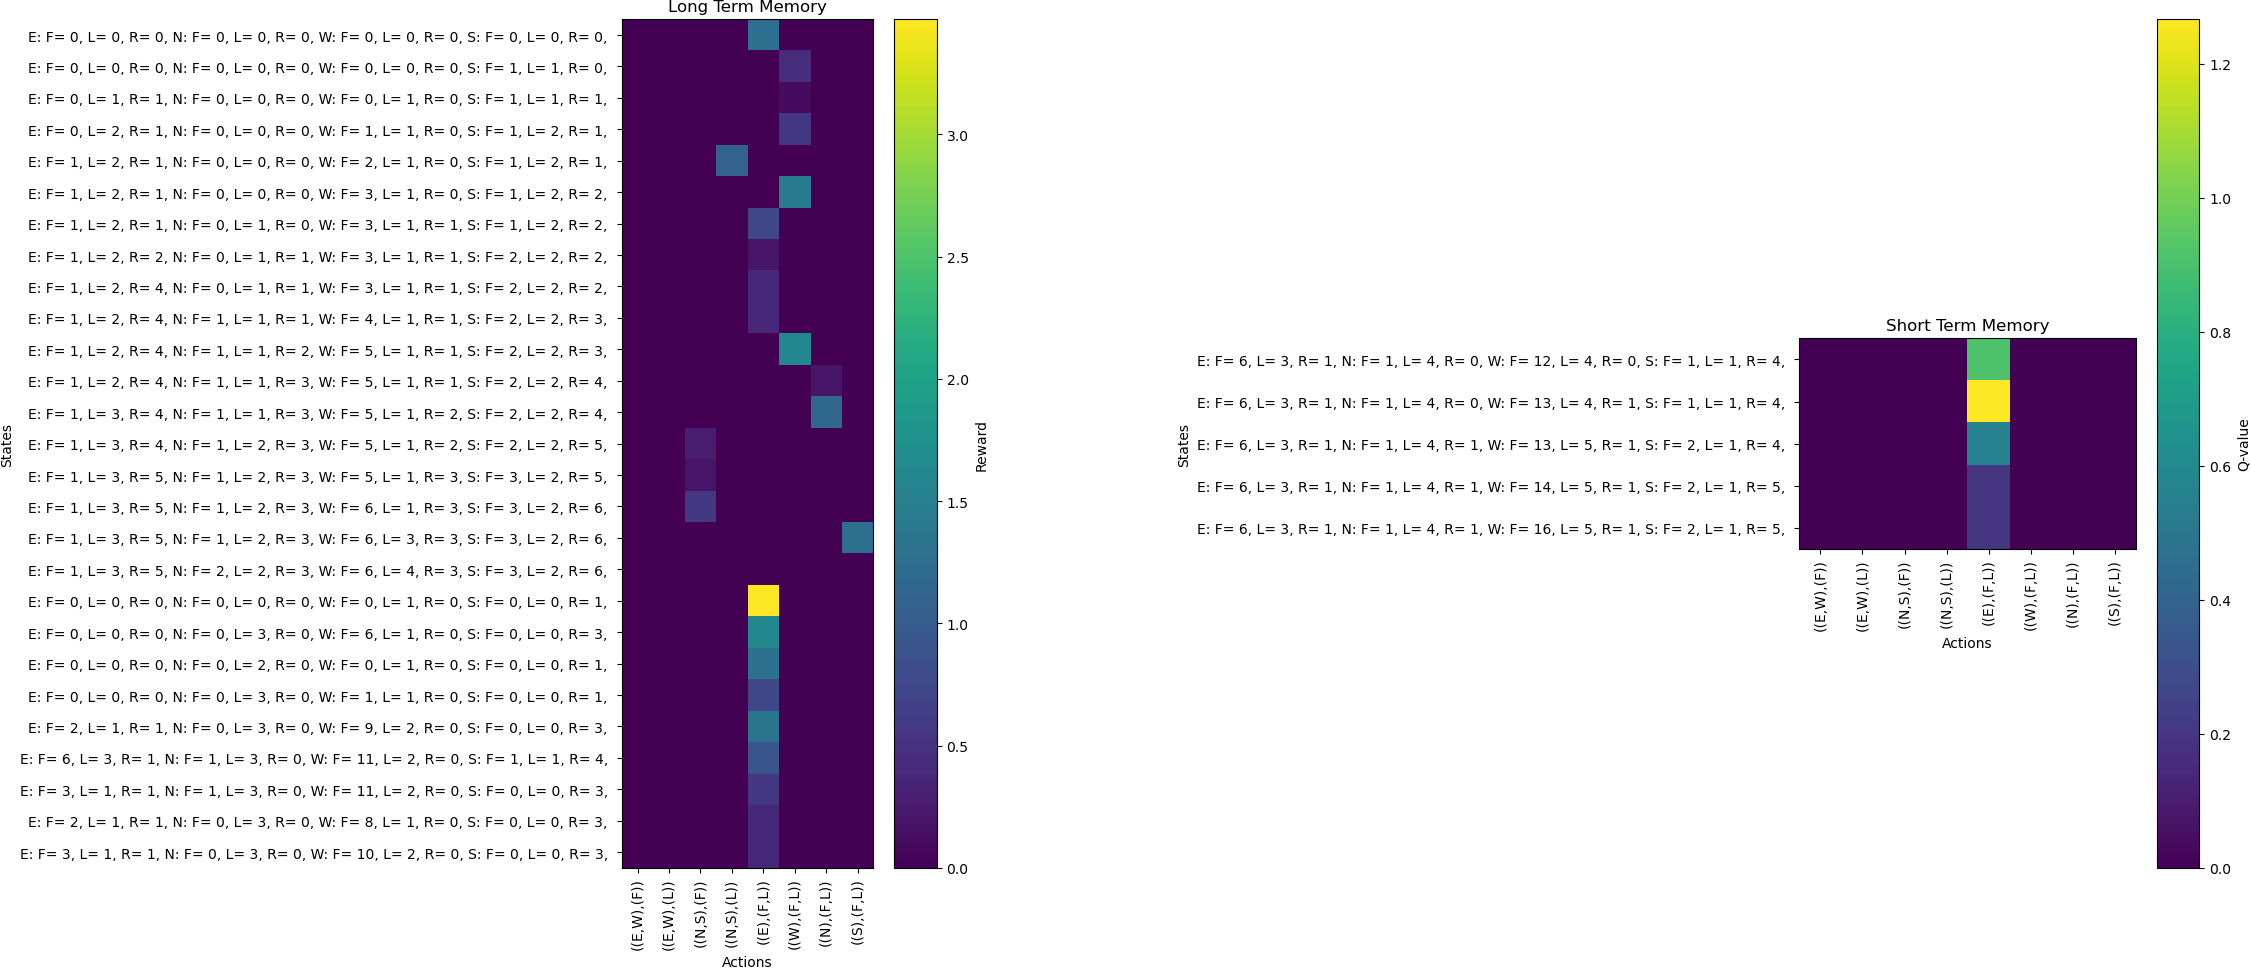 Long Term Memory
E: F= 0, L= 0, R= 0, N: F= 0, L= 0, R= 0, W: F= 0, L= 0, R= 0, S: F= 0, L= 0, R= 0,
E: F= 0, L= 0, R= 0, N: F= 0, L= 0, R= 0, W: F= 0, L= 0, R= 0, S: F= 1, L= 1, R= 0,
E: F= 0, L= 1, R= 1, N: F= 0, L= 0, R= 0, W: F= 0, L= 1, R= 0, S: F= 1, L= 1, R= 1,
E: F= 0, L= 2, R= 1, N: F= 0, L= 0, R= 0, W: F= 1, L= 1, R= 0, S: F= 1, L= 2, R= 1,
E: F= 1, L= 2, R= 1, N: F= 0, L= 0, R= 0, W: F= 2, L= 1, R= 0, S: F= 1, L= 2, R= 1,
E: F= 1, L= 2, R= 1, N: F= 0, L= 0, R= 0, W: F= 3, L= 1, R= 0, S: F= 1, L= 2, R= 2,
E: F= 1, L= 2, R= 1, N: F= 0, L= 1, R= 0, W: F= 3, L= 1, R= 1, S: F= 1, L= 2, R= 2,
E: F= 1, L= 2, R= 2, N: F= 0, L= 1, R= 1, W: F= 3, L= 1, R= 1, S: F= 2, L= 2, R= 2,
E: F= 1, L= 2, R= 4, N: F= 0, L= 1, R= 1, W: F= 3, L= 1, R= 1, S: F= 2, L= 2, R= 2,
E: F= 1, L= 2, R= 4, N: F= 1, L= 1, R= 1, W: F= 4, L= 1, R= 1, S: F= 2, L= 2, R= 3,
E: F= 1, L= 2, R= 4, N: F= 1, L= 1, R= 2, W: F= 5, L= 1, R= 1, S: F= 2, L= 2, R= 3,
E: F= 1, L= 2, R= 4, N: F= 1, L= 1, R= 3, W: F= 5, L= 1, R= 1, S: F= 2, L= 2, R= 4,
E: F= 1, L= 3, R= 4, N: F= 1, L= 1, R= 3, W: F= 5, L= 1, R= 2, S: F= 2, L= 2, R= 4,
E: F= 1, L= 3, R= 4, N: F= 1, L= 2, R= 3, W: F= 5, L= 1, R= 2, S: F= 2, L= 2, R= 5,
E: F= 1, L= 3, R= 5, N: F= 1, L= 2, R= 3, W: F= 5, L= 1, R= 3, S: F= 3, L= 2, R= 5,
E: F= 1, L= 3, R= 5, N: F= 1, L= 2, R= 3, W: F= 6, L= 1, R= 3, S: F= 3, L= 2, R= 6,
E: F= 1, L= 3, R= 5, N: F= 1, L= 2, R= 3, W: F= 6, L= 3, R= 3, S: F= 3, L= 2, R= 6,
E: F= 1, L= 3, R= 5, N: F= 2, L= 2, R= 3, W: F= 6, L= 4, R= 3, S: F= 3, L= 2, R= 6,
E: F= 0, L= 0, R= 0, N: F= 0, L= 0, R= 0, W: F= 0, L= 1, R= 0, S: F= 0, L= 0, R= 1,
E: F= 0, L= 0, R= 0, N: F= 0, L= 3, R= 0, W: F= 6, L= 1, R= 0, S: F= 0, L= 0, R= 3,
E: F= 0, L= 0, R= 0, N: F= 0, L= 2, R= 0, W: F= 0, L= 1, R= 0, S: F= 0, L= 0, R= 1,
E: F= 0, L= 0, R= 0, N: F= 0, L= 3, R= 0, W: F= 1, L= 1, R= 0, S: F= 0, L= 0, R= 1,
E: F= 2, L= 1, R= 1, N: F= 0, L= 3, R= 0, W: F= 9, L= 2, R= 0, S: F= 0, L= 0, R= 3,
E: F= 6, L= 3, R= 1, N: F= 1, L= 3, R= 0, W: F= 11, L= 2, R= 0, S: F= 1, L= 1, R= 4,
E: F= 3, L= 1, R= 1, N: F= 1, L= 3, R= 0, W: F= 11, L= 2, R= 0, S: F= 0, L= 0, R= 3,
E: F= 2, L= 1, R= 1, N: F= 0, L= 3, R= 0, W: F= 8, L= 1, R= 0, S: F= 0, L= 0, R= 3,
E: F= 3, L= 1, R= 1, N: F= 0, L= 3, R= 0, W: F= 10, L= 2, R= 0, S: F= 0, L= 0, R= 3,
States
((E,W),(F))
((E,W),(L))
((N,S),(F))
((N,S),(L))
((E),(F,L))
((W),(F,L))
((N),(F,L))
((S),(F,L))
Actions
3.0
2.5
2.0
1.5
1.0
0.5
0.0
Reward
Short Term Memory
E: F= 6, L= 3, R= 1, N: F= 1, L= 4, R= 0, W: F= 12, L= 4, R= 0, S: F= 1, L= 1, R= 4,
E: F= 6, L= 3, R= 1, N: F= 1, L= 4, R= 0, W: F= 13, L= 4, R= 1, S: F= 1, L= 1, R= 4,
E: F= 6, L= 3, R= 1, N: F= 1, L= 4, R= 1, W: F= 13, L= 5, R= 1, S: F= 2, L= 1, R= 4,
E: F= 6, L= 3, R= 1, N: F= 1, L= 4, R= 1, W: F= 14, L= 5, R= 1, S: F= 2, L= 1, R= 5,
E: F= 6, L= 3, R= 1, N: F= 1, L= 4, R= 1, W: F= 16, L= 5, R= 1, S: F= 2, L= 1, R= 5,
States
((E,W),(F))
((E,W),(L))
((N,S),(F))
((N,S),(L))
((E),(F,L))
((W),(F,L))
((N),(F,L))
((S),(F,L))
Actions
1.2
1.0
0.8
0.6
0.4
0.2
0.0
Q-value